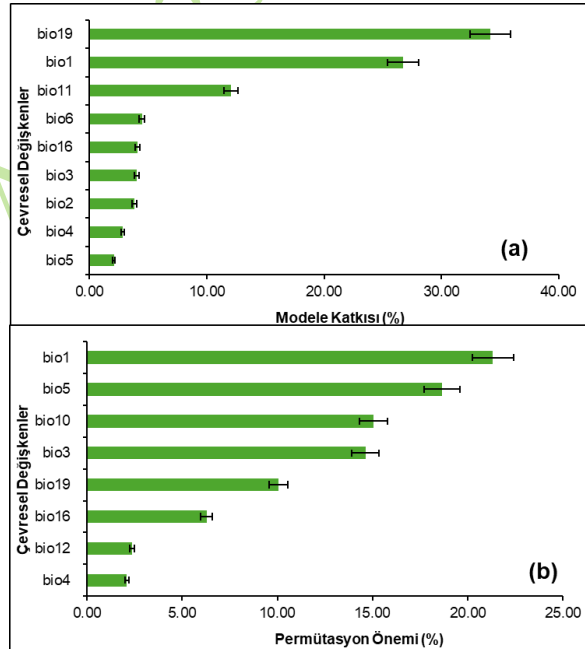 Çevresel Değişkenler
bio19
bio1
bio11
bio6
bio16
bio3
bio2
bio4
bio5
(a)
0.00 10.00 20.00 30.00 40.00
Modele Katkısı (%)
Çevresel Değişkenler
bio1
bio5
bio10
bio3
bio19
bio16
bio12
bio4
(b)
0.00 5.00 10.00 15.00 20.00 25.00
Permütasyon Önemi (%)